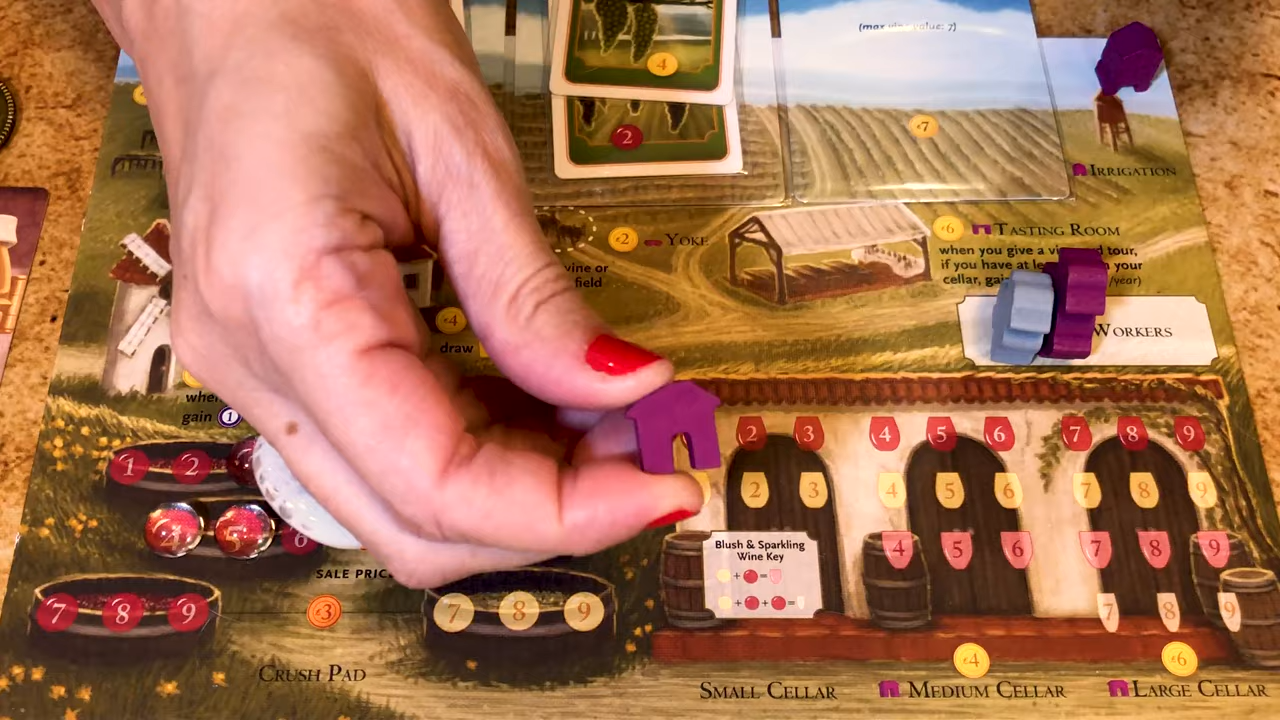 4
(max vine value: 7)
2
7
IRRIGATION
2 YOKE
6 TASTING ROOM
when you give a vineyard tour,
if you have at your
cellar, /year)
vine or
field
4
draw
WORKERS
when
gain 1
1 2
2 3 4 5 6 7 8 9
2 3 4 5 6 7 8 9
4 5 6
4 5 6 7 8 9
Blush & Sparkling
Wine Key
+ =
+ + =
SALE PRIC
7 8 9
3
7 8 9
7 8 9
4
6
CRUSH PAD
SMALL CELLAR
MEDIUM CELLAR
LARGE CELLAR